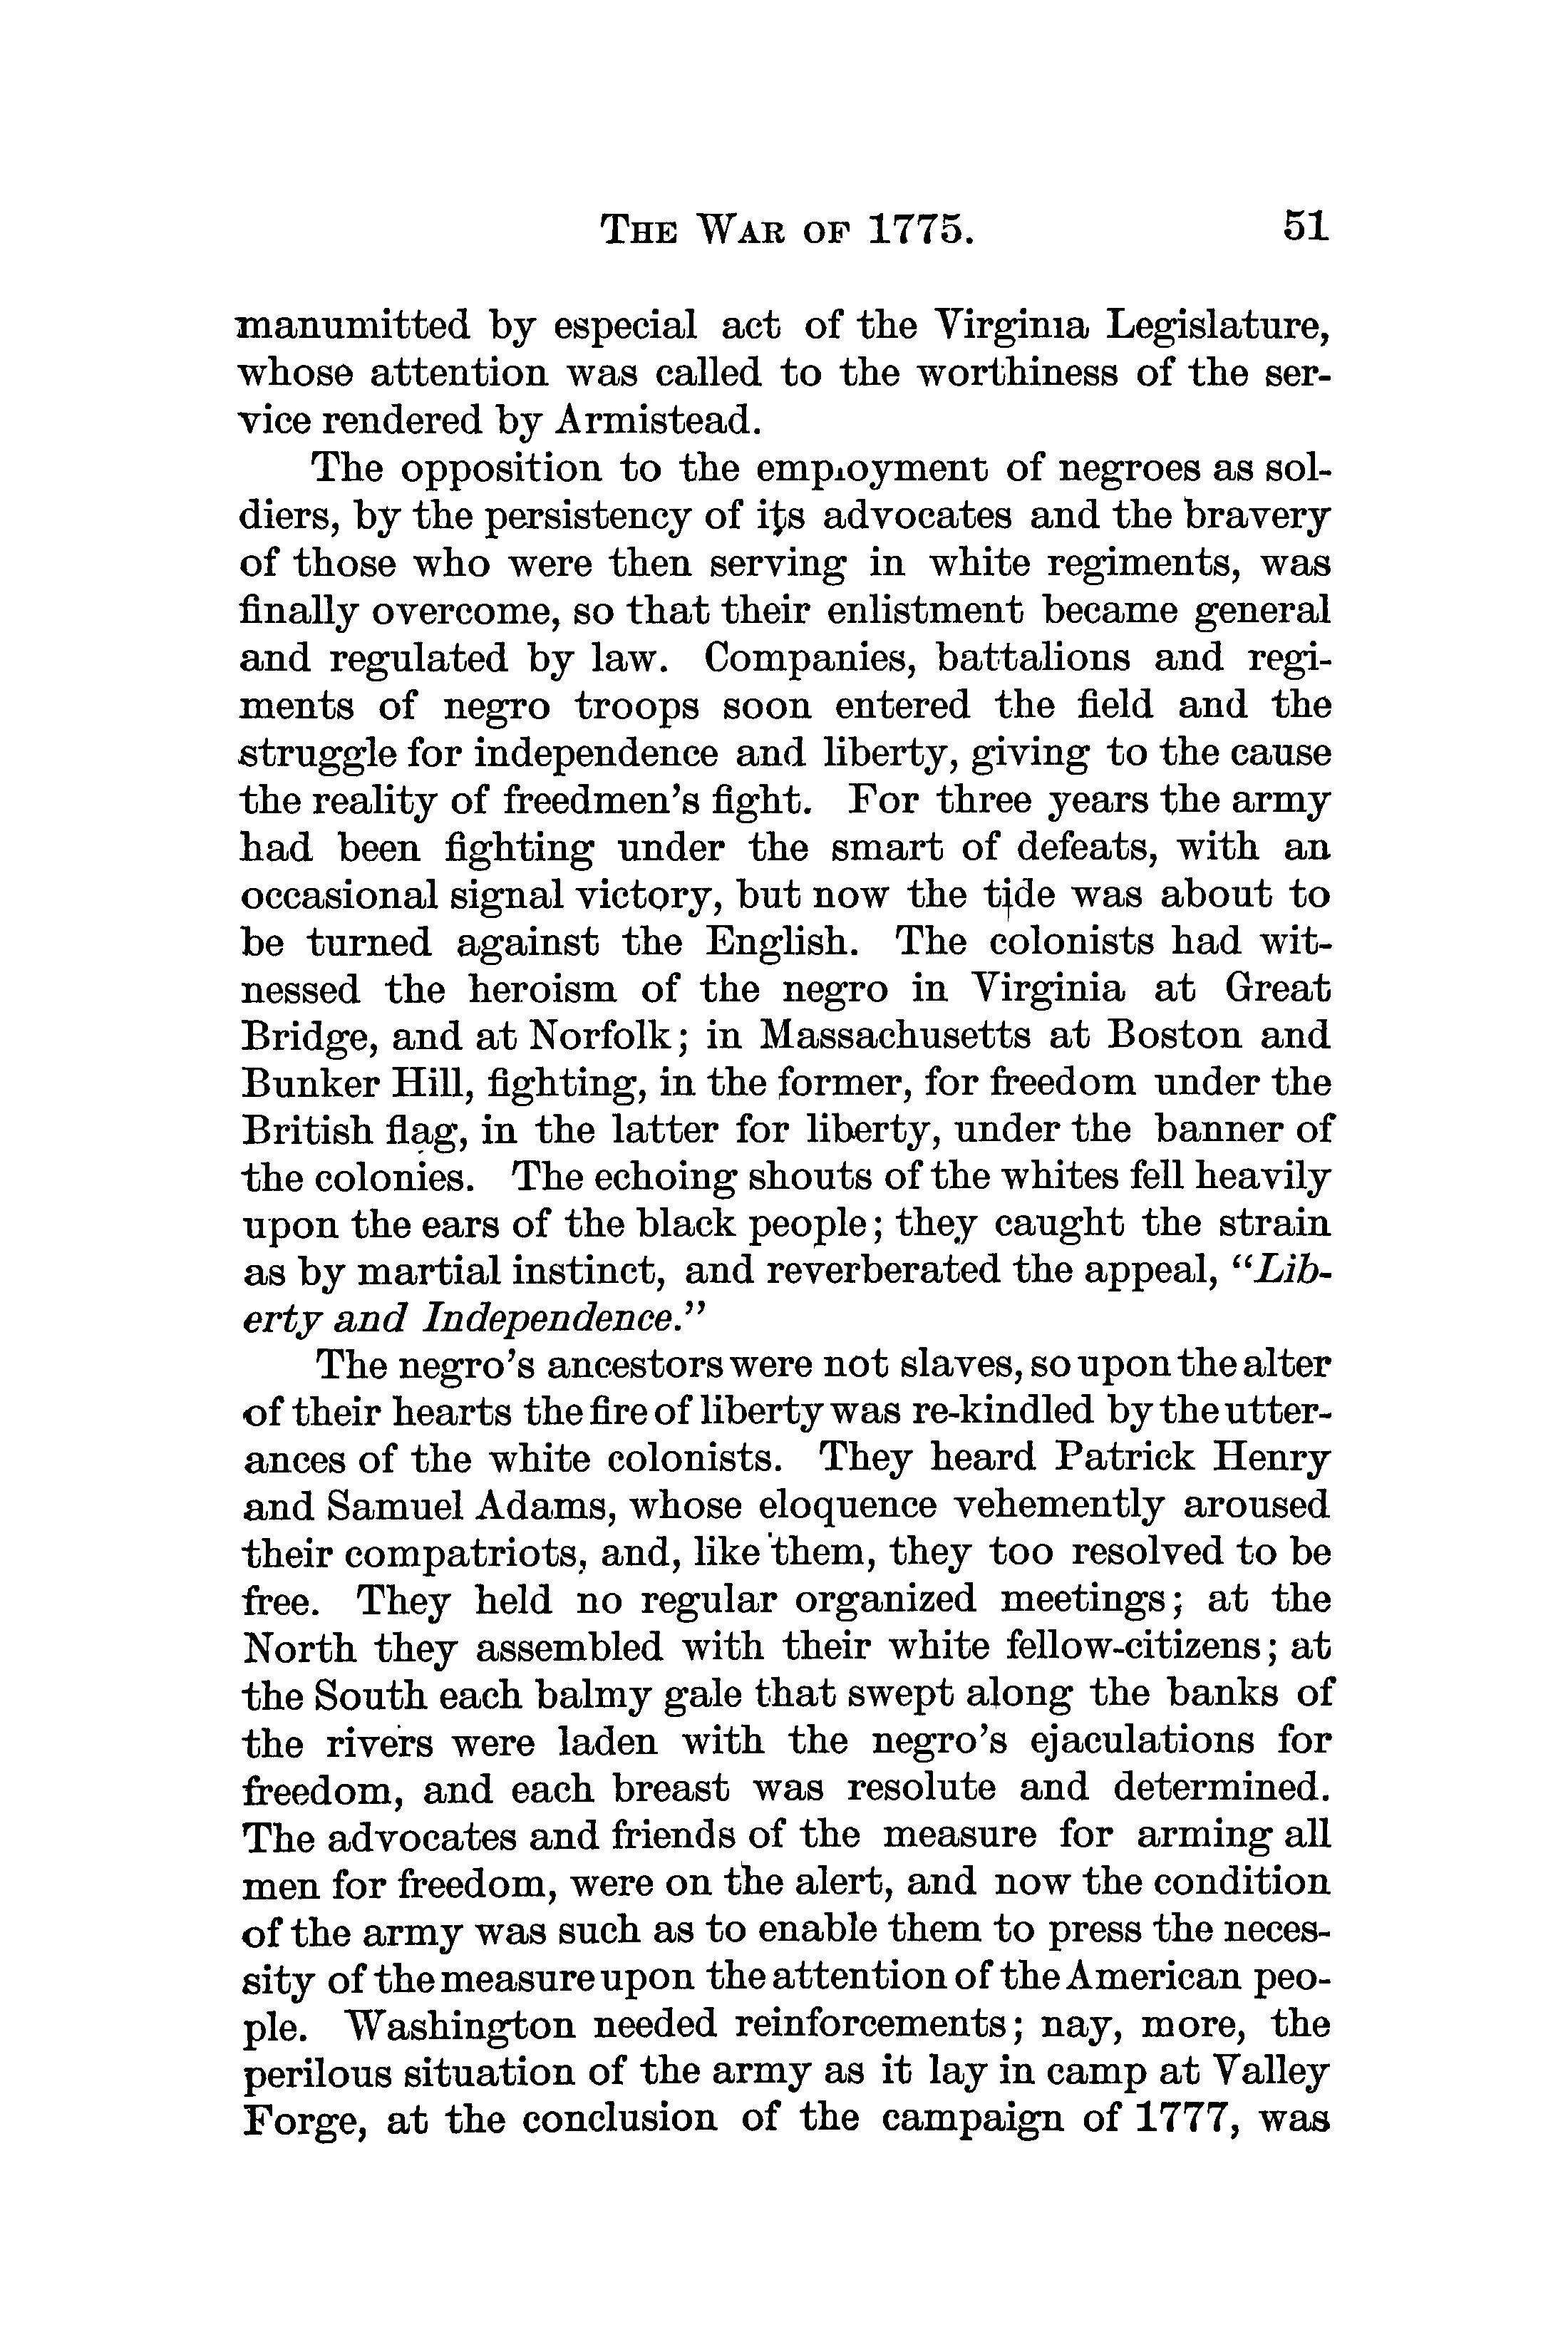 THE WAR OF 1775. 51
manumitted by especial act of the Virginia Legislature,
whose attention was called to the worthiness of the ser-
vice rendered by Armistead.
The opposition to the employment of negroes as sol-
diers, by the persistency of its advocates and the bravery
of those who were then serving in white regiments, was
finally overcome, so that their enlistment became general
and regulated by law. Companies, battalions and regi-
ments of negro troops soon entered the field and the
struggle for independence and liberty, giving to the cause
the reality of freedmen's fight. For three years the army
had been fighting under the smart of defeats, with an
occasional signal victory, but now the tide was about to
be turned against the English. The colonists had wit-
nessed the heroism of the negro in Virginia at Great
Bridge, and at Norfolk; in Massachusetts at Boston and
Bunker Hill, fighting, in the former, for freedom under the
British flag, in the latter for liberty, under the banner of
the colonies. The echoing shouts of the whites fell heavily
upon the ears of the black people; they caught the strain
as by martial instinct, and reverberated the appeal, "Lib-
erty and Independence."
The negro's ancestors were not slaves, so upon the alter
of their hearts the fire of liberty was re-kindled by the utter-
ances of the white colonists. They heard Patrick Henry
and Samuel Adams, whose eloquence vehemently aroused
their compatriots, and, like them, they too resolved to be
free. They held no regular organized meetings; at the
North they assembled with their white fellow-citizens; at
the South each balmy gale that swept along the banks of
the rivers were laden with the negro's ejaculations for
freedom, and each breast was resolute and determined.
The advocates and friends of the measure for arming all
men for freedom, were on the alert, and now the condition
of the army was such as to enable them to press the neces-
sity of the measure upon the attention of the American peo-
ple. Washington needed reinforcements; nay, more, the
perilous situation of the army as it lay in camp at Valley
Forge, at the conclusion of the campaign of 1777, was